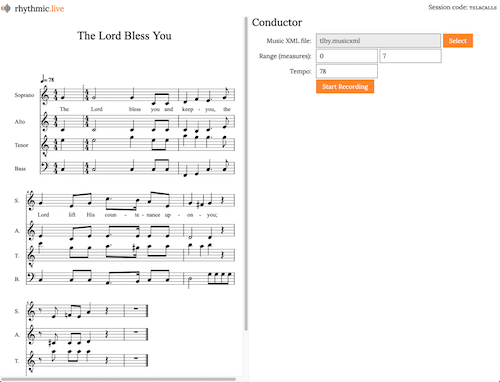 rhythmic.live
Session code: TSLACALLS
The Lord Bless You
Conductor
Music XML file: tlby.musicxml Select
Range (measures): 0 7
Tempo: 78
Start Recording
= 78
Soprano
The Lord bless you and keep - you, the
Alto
Tenor
Bass
S.
Lord lift His coun - te - nance up - on - you;
A.
T.
B.
S.
A.
T.